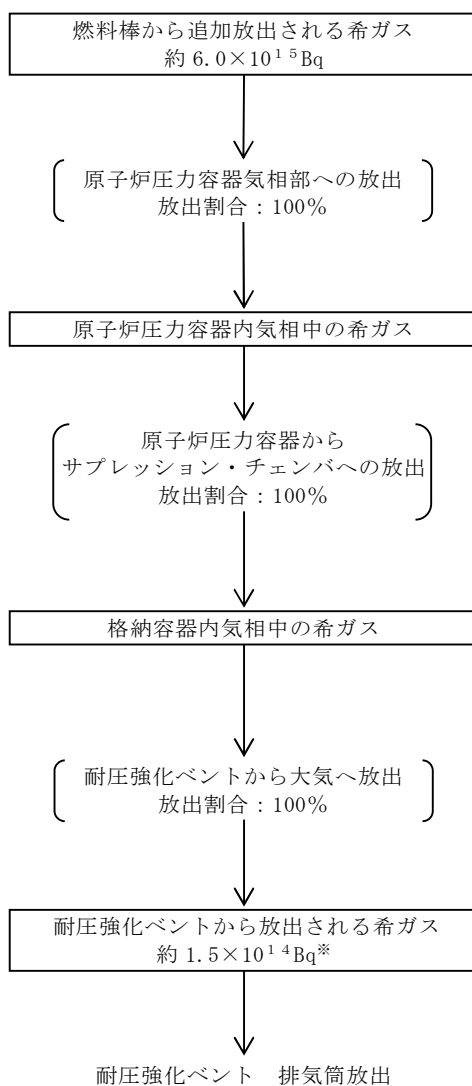 燃料棒から追加放出される希ガス
約 6.0×10¹⁵Bq
原子炉圧力容器気相部への放出
放出割合：100％
原子炉圧力容器内気相中の希ガス
原子炉圧力容器から
サプレッション・チェンバへの放出
放出割合：100％
格納容器内気相中の希ガス
耐圧強化ベントから大気へ放出
放出割合：100％
耐圧強化ベントから放出される希ガス
約 1.5×10¹⁴Bq※
耐圧強化ベント　排気筒放出